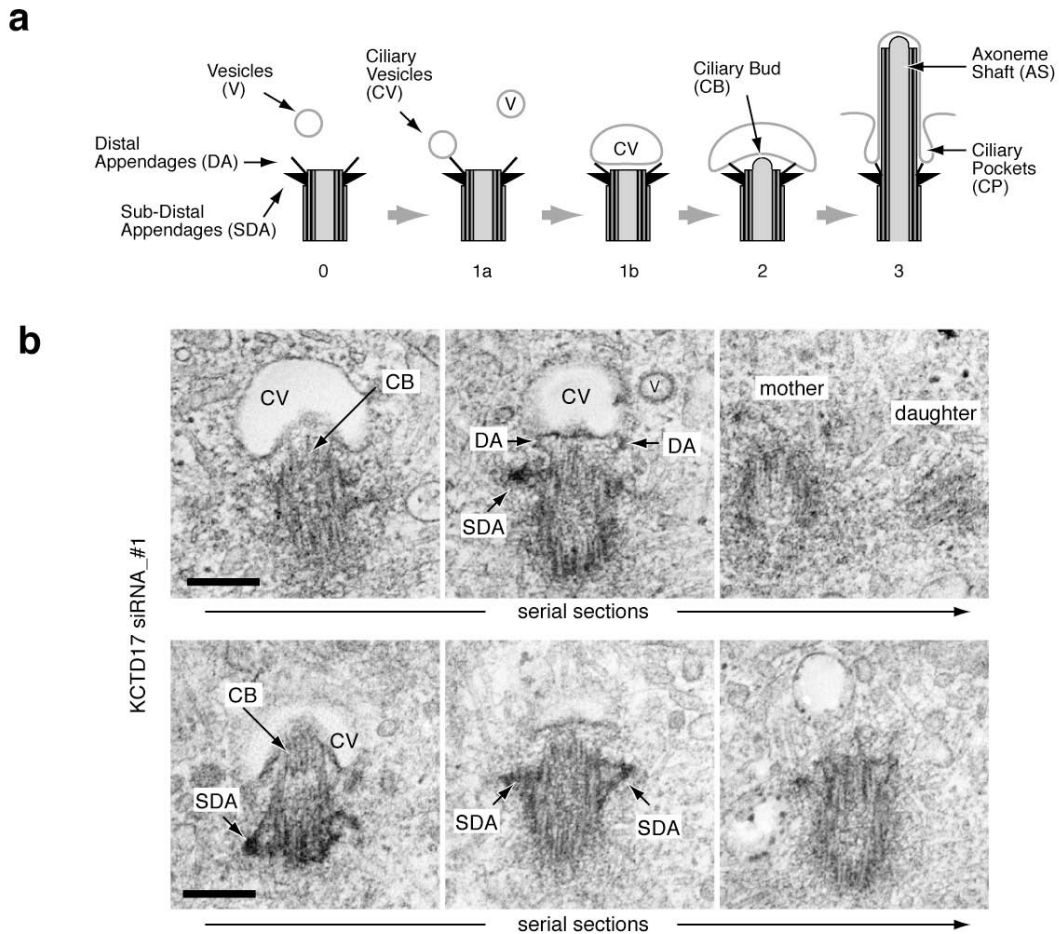 a
Vesicles
(V)
Ciliary
Vesicles
(CV)
V
Ciliary Bud
(CB)
Axoneme
Shaft (AS)
Distal
Appendages (DA)
CV
Ciliary
Pockets
(CP)
Sub-Distal
Appendages (SDA)
0
1a
1b
2
3
b
KCTD17 siRNA_#1
CV
CB
CV
V
DA
DA
SDA
mother
daughter
serial sections
CB
CV
SDA
SDA
SDA
serial sections